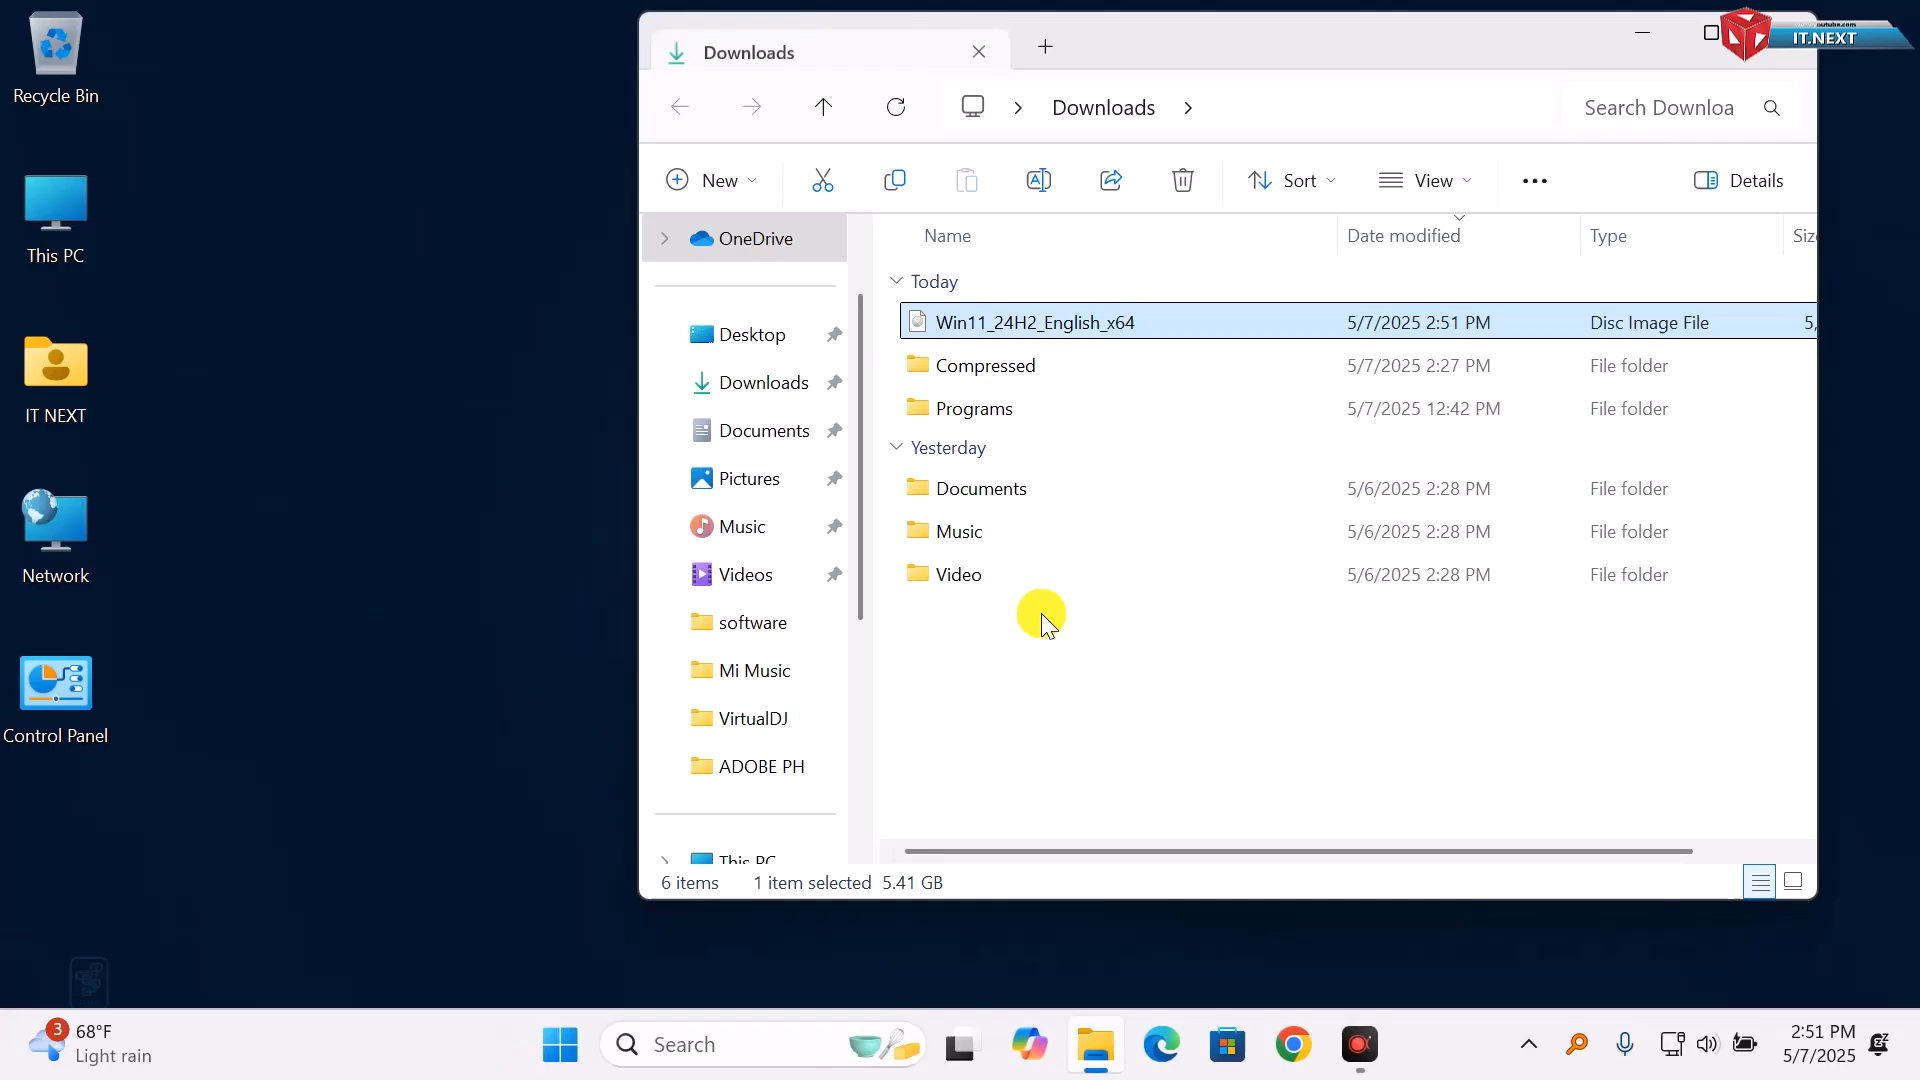 Recycle Bin
This PC
IT NEXT
Network
Control Panel
Downloads
IT.NEXT
Downloads
Search Downloa
New
Sort
View
Details
OneDrive
Desktop
Downloads
Documents
Pictures
Music
Videos
software
Mi Music
VirtualDJ
ADOBE PH
This PC
Name Date modified Type Siz
Today
Win11_24H2_English_x64 5/7/2025 2:51 PM Disc Image File 5,
Compressed 5/7/2025 2:27 PM File folder
Programs 5/7/2025 12:42 PM File folder
Yesterday
Documents 5/6/2025 2:28 PM File folder
Music 5/6/2025 2:28 PM File folder
Video 5/6/2025 2:28 PM File folder
6 items 1 item selected 5.41 GB
3
68°F
Light rain
Search
2:51 PM
5/7/2025